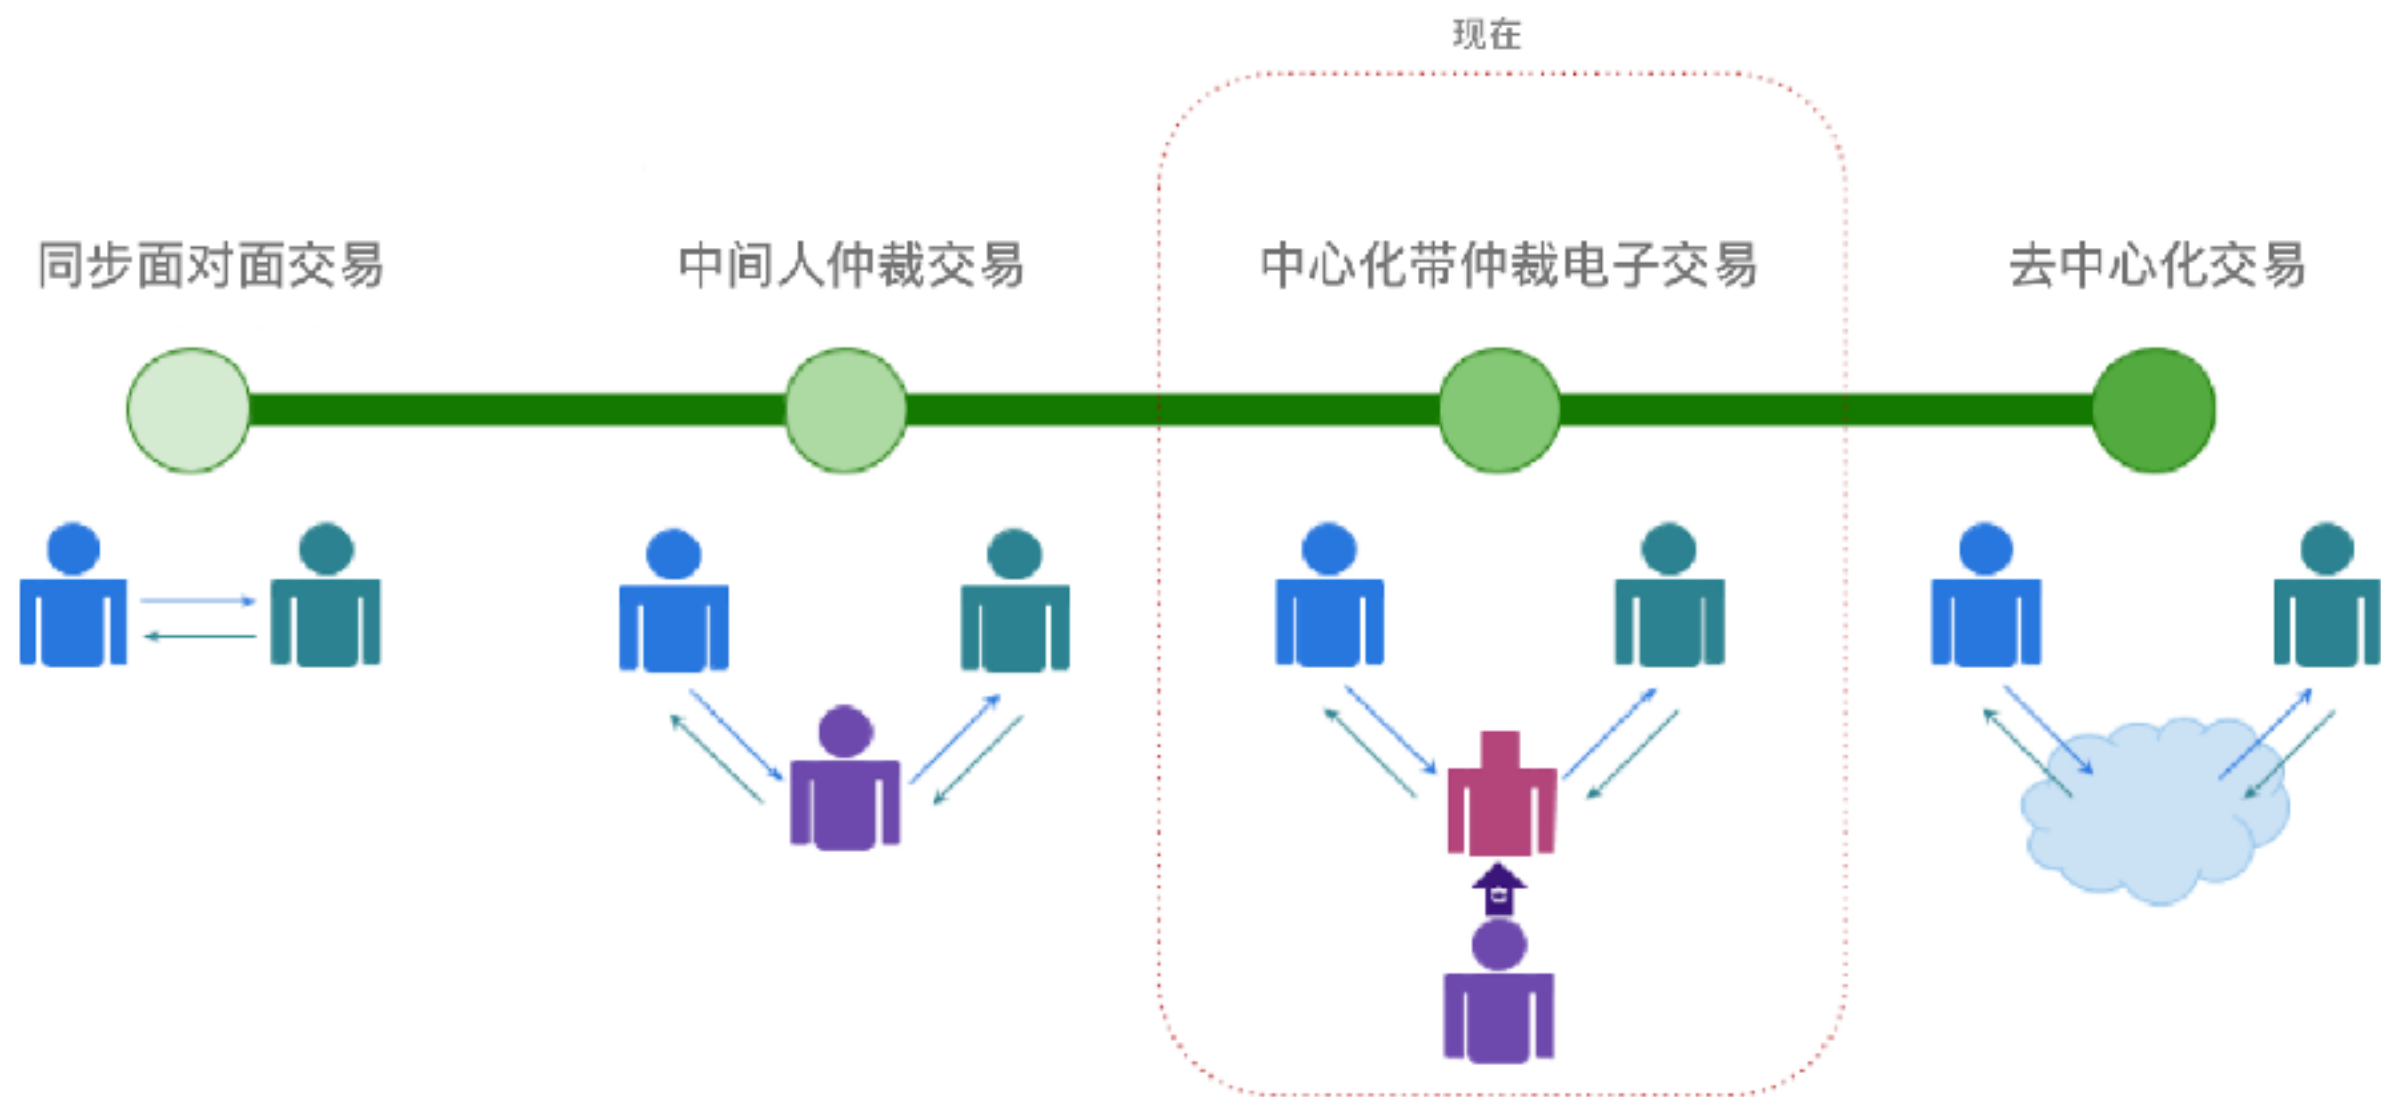 现在
同步面对面交易
中间人仲裁交易
中心化带仲裁电子交易
去中心化交易